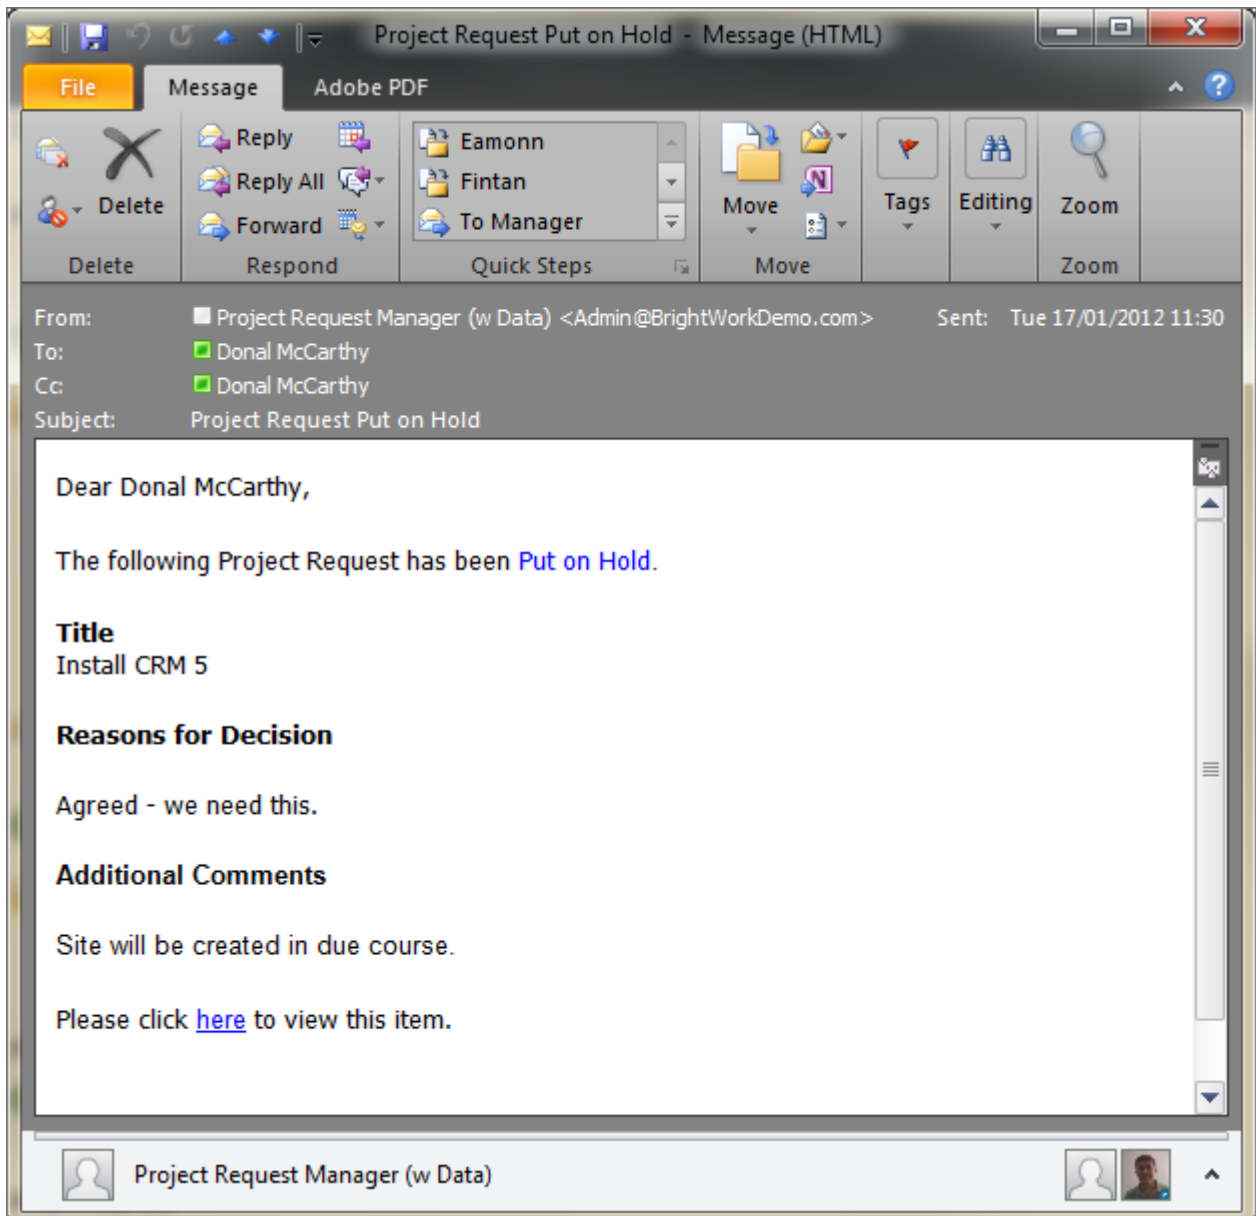 Project Request Put on Hold - Message (HTML)
File Message Adobe PDF
Reply Eamonn
Reply All Fintan
Delete Forward To Manager Move Tags Editing Zoom
Delete Respond Quick Steps Move Zoom
From: Project Request Manager (w Data) <Admin@BrightWorkDemo.com> Sent: Tue 17/01/2012 11:30
To: Donal McCarthy
Cc: Donal McCarthy
Subject: Project Request Put on Hold
Dear Donal McCarthy,
The following Project Request has been Put on Hold.
Title
Install CRM 5
Reasons for Decision
Agreed - we need this.
Additional Comments
Site will be created in due course.
Please click here to view this item.
Project Request Manager (w Data)